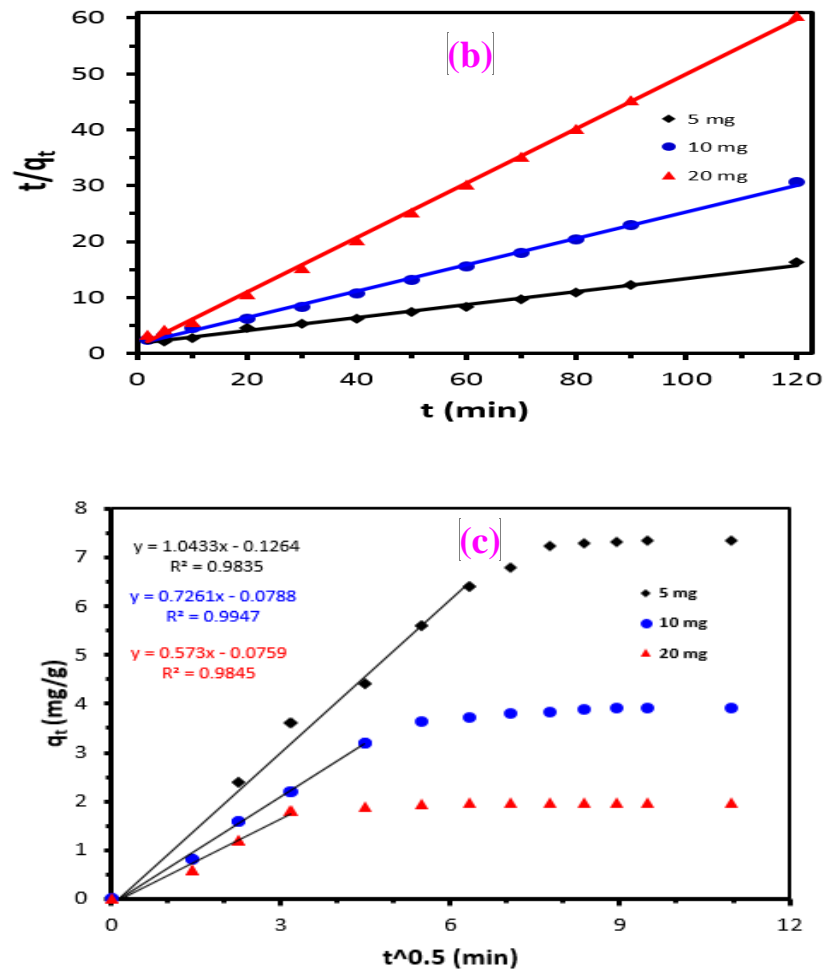 (b)
60
50
40
30
20
10
0
t/qt
5 mg
10 mg
20 mg
0 20 40 60 80 100 120
t (min)
(c)
8
7
6
5
4
3
2
1
0
qt (mg/g)
y = 1.0433x - 0.1264
R² = 0.9835
y = 0.7261x - 0.0788
R² = 0.9947
y = 0.573x - 0.0759
R² = 0.9845
5 mg
10 mg
20 mg
0 3 6 9 12
t^0.5 (min)